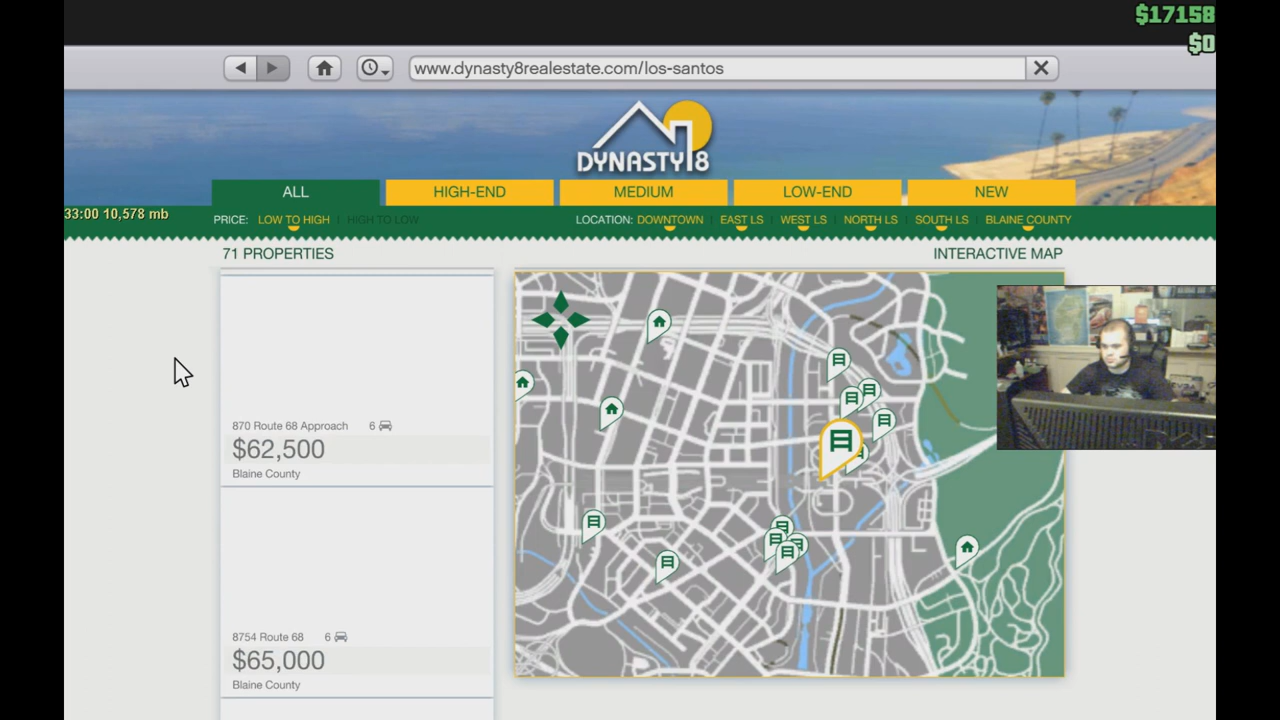 $17158
$0
www.dynasty8realestate.com/los-santos
DYNASTY 8
ALL
HIGH-END
MEDIUM
LOW-END
NEW
33:00 10,578 mb
PRICE: LOW TO HIGH | HIGH TO LOW
LOCATION: DOWNTOWN | EAST LS | WEST LS | NORTH LS | SOUTH LS | BLAINE COUNTY
71 PROPERTIES
INTERACTIVE MAP
870 Route 68 Approach 6
$62,500
Blaine County
8754 Route 68 6
$65,000
Blaine County